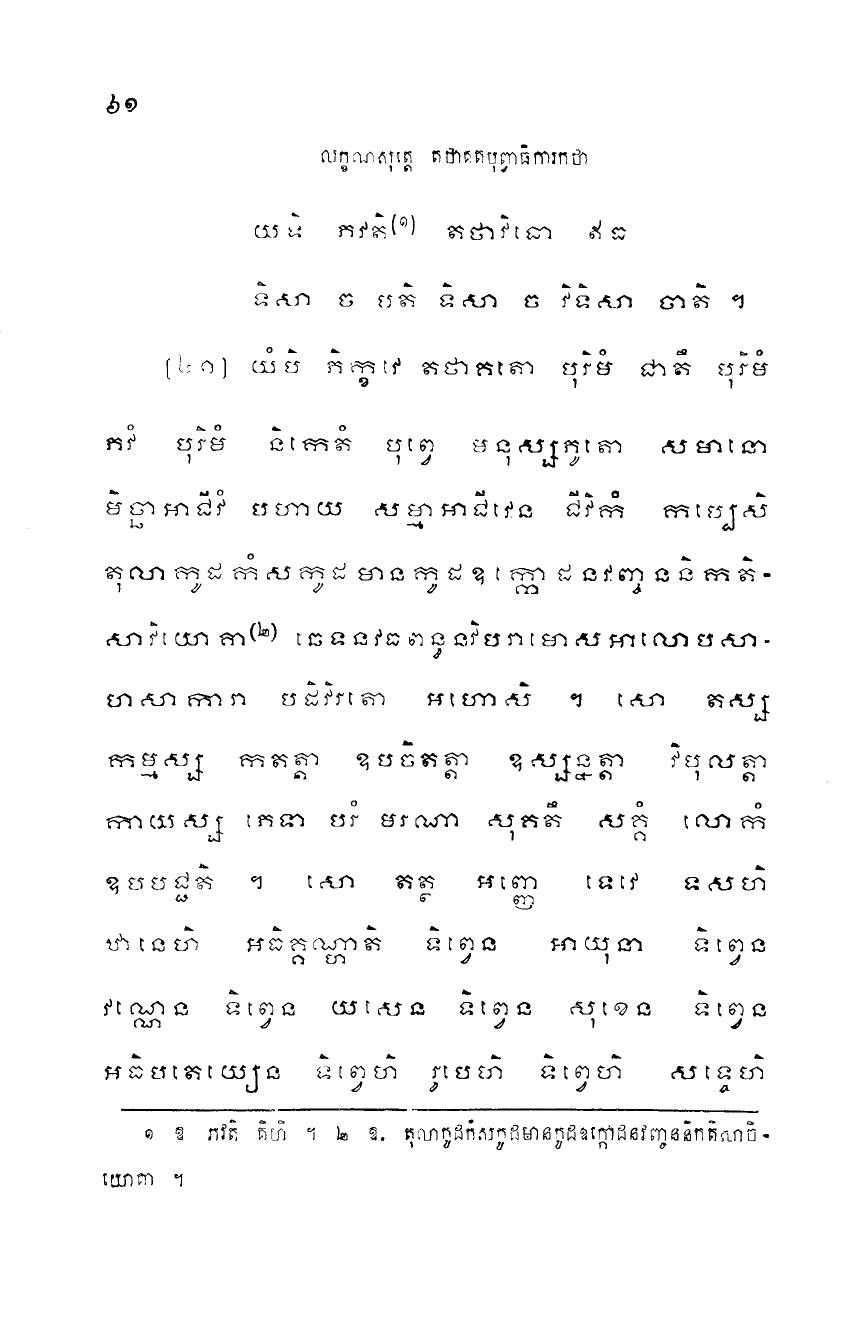 ៦១
លក្ខណសុត្តេ តថាគតបុព្វាធិការកថា
យទិ ភវតិ(១) តថាវិធោ ឥធ
ទិសា ច បតិ ទិសា ច វិទិសា ចាតិ ។
យំបិ ភិក្ខវេ តថាគតោ បុរិមំ ជាតឹ បុរិមំ
ភវំ បុរិមំ និកេតំ បុព្វេ មនុស្សភូតោ សមានោ
មិច្ឆាអាជីវំ បហាយ សម្មាអាជីវេន ជីវិកំ កប្បេសិ
តុលាកូដកំសកូដមានកូដឧក្កោដនវញ្ចននិកតិ-
សាវិយោគា(២) ឆេទនវធពន្ធនវិបរាមោសអាលោបសា-
ហសាការា បដិវិរតោ អហោសិ ។ សោ តស្ស
កម្មស្ស កតត្តា ឧបចិតត្តា ឧស្សន្នត្តា វិបុលត្តា
កាយស្ស ភេទា បរំ មរណា សុគតឹ សគ្គំ លោកំ
ឧបបជ្ជតិ ។ សោ តត្ថ អញ្ញេ ទេវេ ទសហិ
ឋានេហិ អធិគ្គណ្ហាតិ ទិព្វេន អាយុនា ទិព្វេន
វណ្ណេន ទិព្វេន យសេន ទិព្វេន សុខេន ទិព្វេន
អធិបតេយ្យេន ទិព្វេហិ រូបេហិ ទិព្វេហិ សទ្ទេហិ
១ ឱ ភវតិ គិហិ ។ ២ ឱ. តុលាកូដកំសកូដមានកូដឧក្កោដនវញ្ចននិកតិសាចិ-
យោគា ។